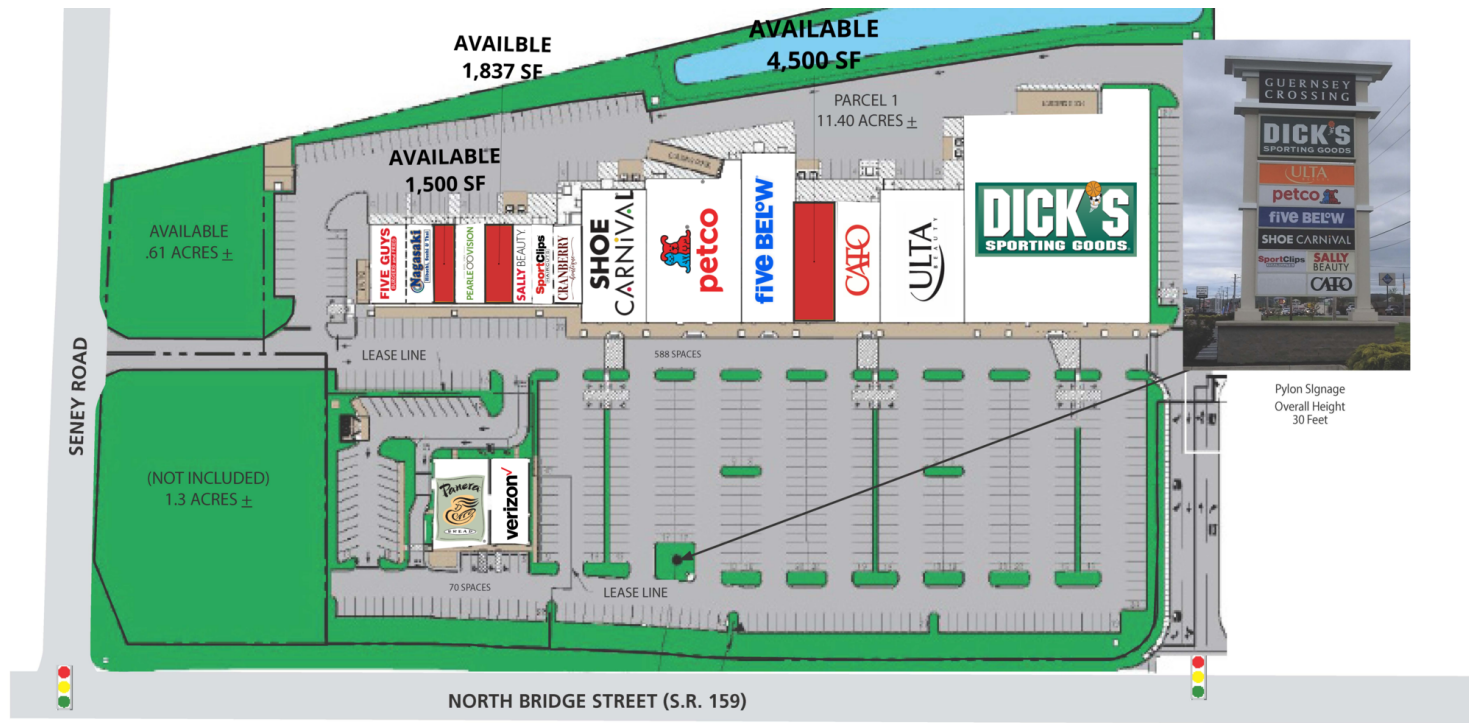 AVAILBLE
1,837 SF
AVAILABLE
4,500 SF
PARCEL 1
11.40 ACRES ±
AVAILABLE
1,500 SF
AVAILABLE
.61 ACRES ±
FIVE GUYS
Nagasaki
PEARLE VISION
SALLY BEAUTY
SportClips
HAIRCUTS
CRANBERRY
SHOE
CARNIVAL
petco
five BELOW
CATO
ULTA
BEAUTY
DICK'S
SPORTING GOODS
GUERNSEY
CROSSING
DICK'S
SPORTING GOODS
ULTA
petco
five BELOW
SHOE CARNIVAL
SportClips
SALLY
BEAUTY
CATO
Pylon SIgnage
Overall Height
30 Feet
LEASE LINE
588 SPACES
SENEY ROAD
(NOT INCLUDED)
1.3 ACRES ±
Panera
BREAD
verizon
70 SPACES
LEASE LINE
NORTH BRIDGE STREET (S.R. 159)